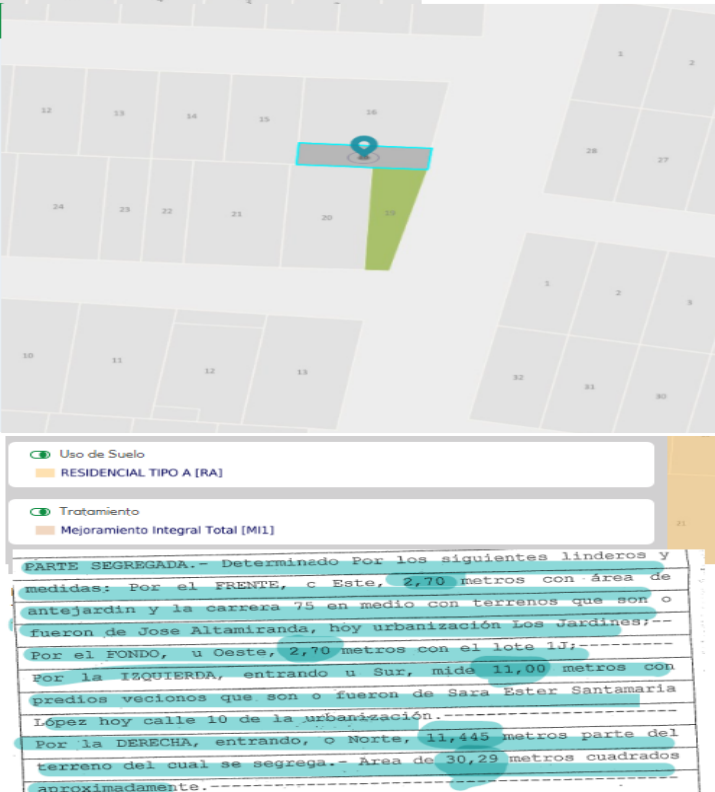 12
13
14
15
16
24
23
22
21
20
19
1
2
28
27
1
2
3
32
31
30
10
11
12
13
Uso de Suelo
RESIDENCIAL TIPO A [RA]
Tratamiento
Mejoramiento Integral Total [MI1]
21
PARTE SEGREGADA.- Determinado Por los siguientes linderos y
medidas: Por el FRENTE, c Este, 2,70 metros con área de
antejardin y la carrera 75 en medio con terrenos que son o
fueron de Jose Altamiranda, hoy urbanización Los Jardines;--
Por el FONDO, u Oeste, 2,70 metros con el lote 1J;---------
Por la IZQUIERDA, entrando u Sur, mide 11,00 metros con
predios vecionos que son o fueron de Sara Ester Santamaria
López hoy calle 10 de la urbanización.---------------------
Por la DERECHA, entrando, o Norte, 11,445 metros parte del
terreno del cual se segrega.- Area de 30,29 metros cuadrados
aproximadamente.-------------------------------------------